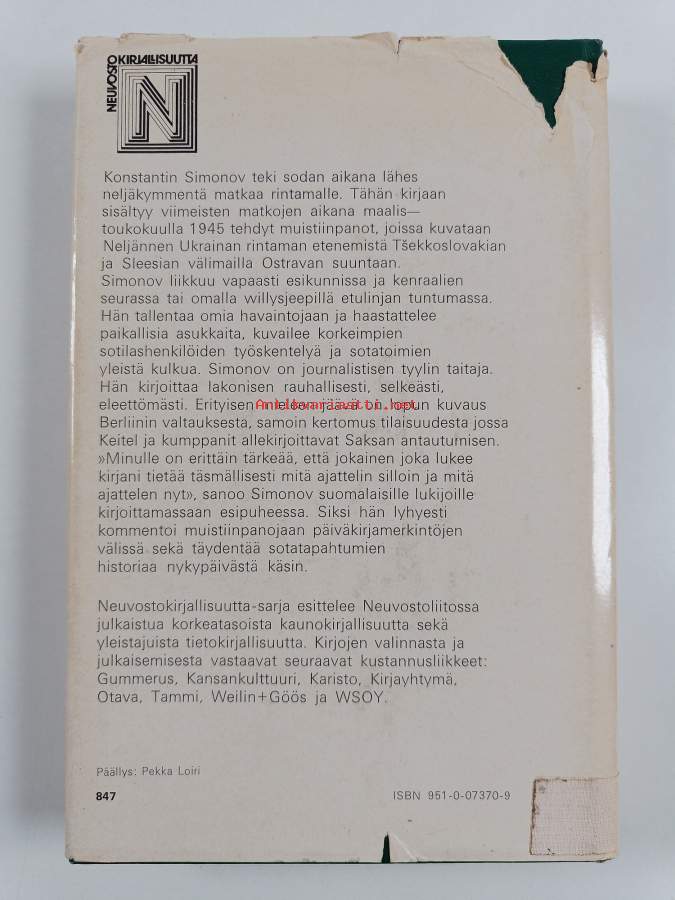 NEUVOSTOKIRJALLISUUTTA
N
Konstantin Simonov teki sodan aikana lähes
neljäkymmentä matkaa rintamalle. Tähän kirjaan
sisältyy viimeisten matkojen aikana maalis—
toukokuulla 1945 tehdyt muistiinpanot, joissa kuvataan
Neljännen Ukrainan rintaman etenemistä Tšekkoslovakian
ja Sleesian välimailla Ostravan suuntaan.
Simonov liikkuu vapaasti esikunnissa ja kenraalien
seurassa tai omalla willysjeepillä etulinjan tuntumassa.
Hän tallentaa omia havaintojaan ja haastattelee
paikallisia asukkaita, kuvailee korkeimpien
sotilashenkilöiden työskentelyä ja sotatoimien
yleistä kulkua. Simonov on journalistisen tyylin taitaja.
Hän kirjoittaa lakonisen rauhallisesti, selkeästi,
eleettömästi. Erityisen mieleen jäävä on lopun kuvaus
Antikvariaatti.net
Berliinin valtauksesta, samoin kertomus tilaisuudesta jossa
Keitel ja kumppanit allekirjoittavat Saksan antautumisen.
»Minulle on erittäin tärkeää, että jokainen joka lukee
kirjani tietää täsmällisesti mitä ajattelin silloin ja mitä
ajattelen nyt», sanoo Simonov suomalaisille lukijoille
kirjoittamassaan esipuheessa. Siksi hän lyhyesti
kommentoi muistiinpanojaan päiväkirjamerkintöjen
välissä sekä täydentää sotatapahtumien
historiaa nykypäivästä käsin.
Neuvostokirjallisuutta-sarja esittelee Neuvostoliitossa
julkaistua korkeatasoista kaunokirjallisuutta sekä
yleistajuista tietokirjallisuutta. Kirjojen valinnasta ja
julkaisemisesta vastaavat seuraavat kustannusliikkeet:
Gummerus, Kansankulttuuri, Karisto, Kirjayhtymä,
Otava, Tammi, Weilin+Göös ja WSOY.
Päällys: Pekka Loiri
847
ISBN 951-0-07370-9